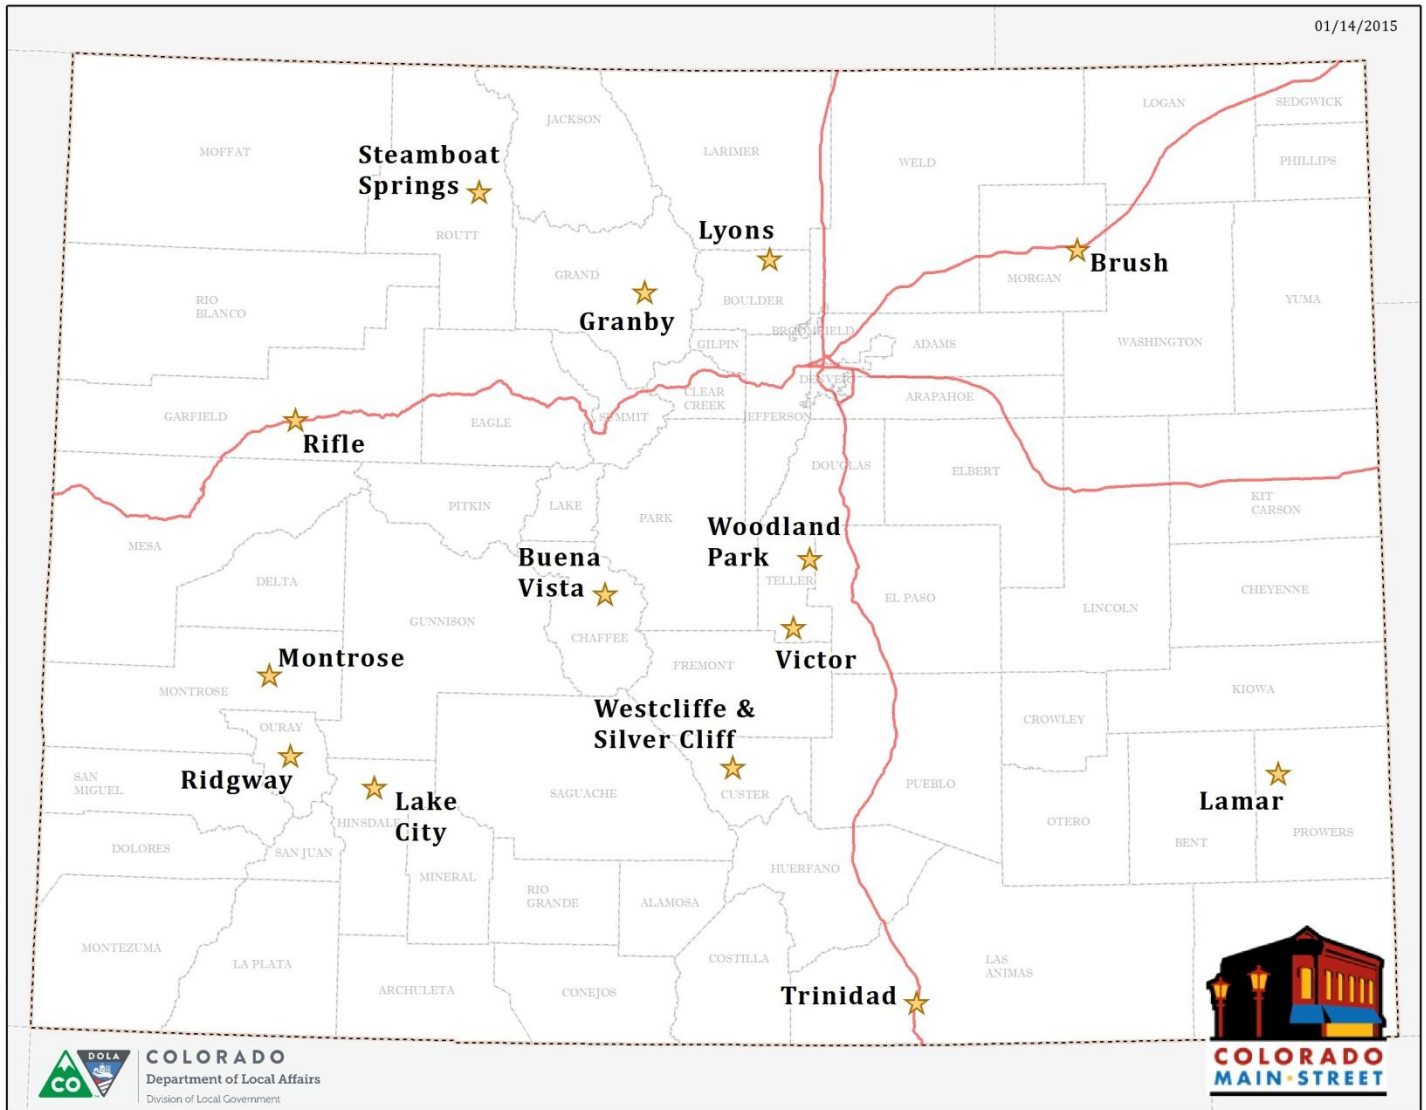 01/14/2015
LOGAN
SEDGWICK
JACKSON
MOFFAT
Steamboat
Springs
LARIMER
WELD
PHILLIPS
ROUTT
Lyons
Brush
GRAND
MORGAN
RIO
BLANCO
BOULDER
YUMA
Granby
BROOMFIELD
GILPIN
ADAMS
WASHINGTON
DENVER
CLEAR
CREEK
ARAPAHOE
GARFIELD
EAGLE
SUMMIT
JEFFERSON
Rifle
DOUGLAS
ELBERT
PITKIN
LAKE
PARK
KIT
CARSON
Woodland
Park
MESA
Buena
Vista
DELTA
TELLER
EL PASO
LINCOLN
CHEYENNE
GUNNISON
CHAFFEE
Montrose
FREMONT
Victor
MONTROSE
KIOWA
Westcliffe &
Silver Cliff
CROWLEY
OURAY
Ridgway
SAN
MIGUEL
Lake
City
SAGUACHE
CUSTER
PUEBLO
Lamar
HINSDALE
OTERO
PROWERS
DOLORES
SAN JUAN
BENT
MINERAL
HUERFANO
RIO
GRANDE
ALAMOSA
MONTEZUMA
LA PLATA
COSTILLA
LAS
ANIMAS
ARCHULETA
CONEJOS
Trinidad
CO
DOLA
COLORADO
Department of Local Affairs
Division of Local Government
COLORADO
MAIN STREET